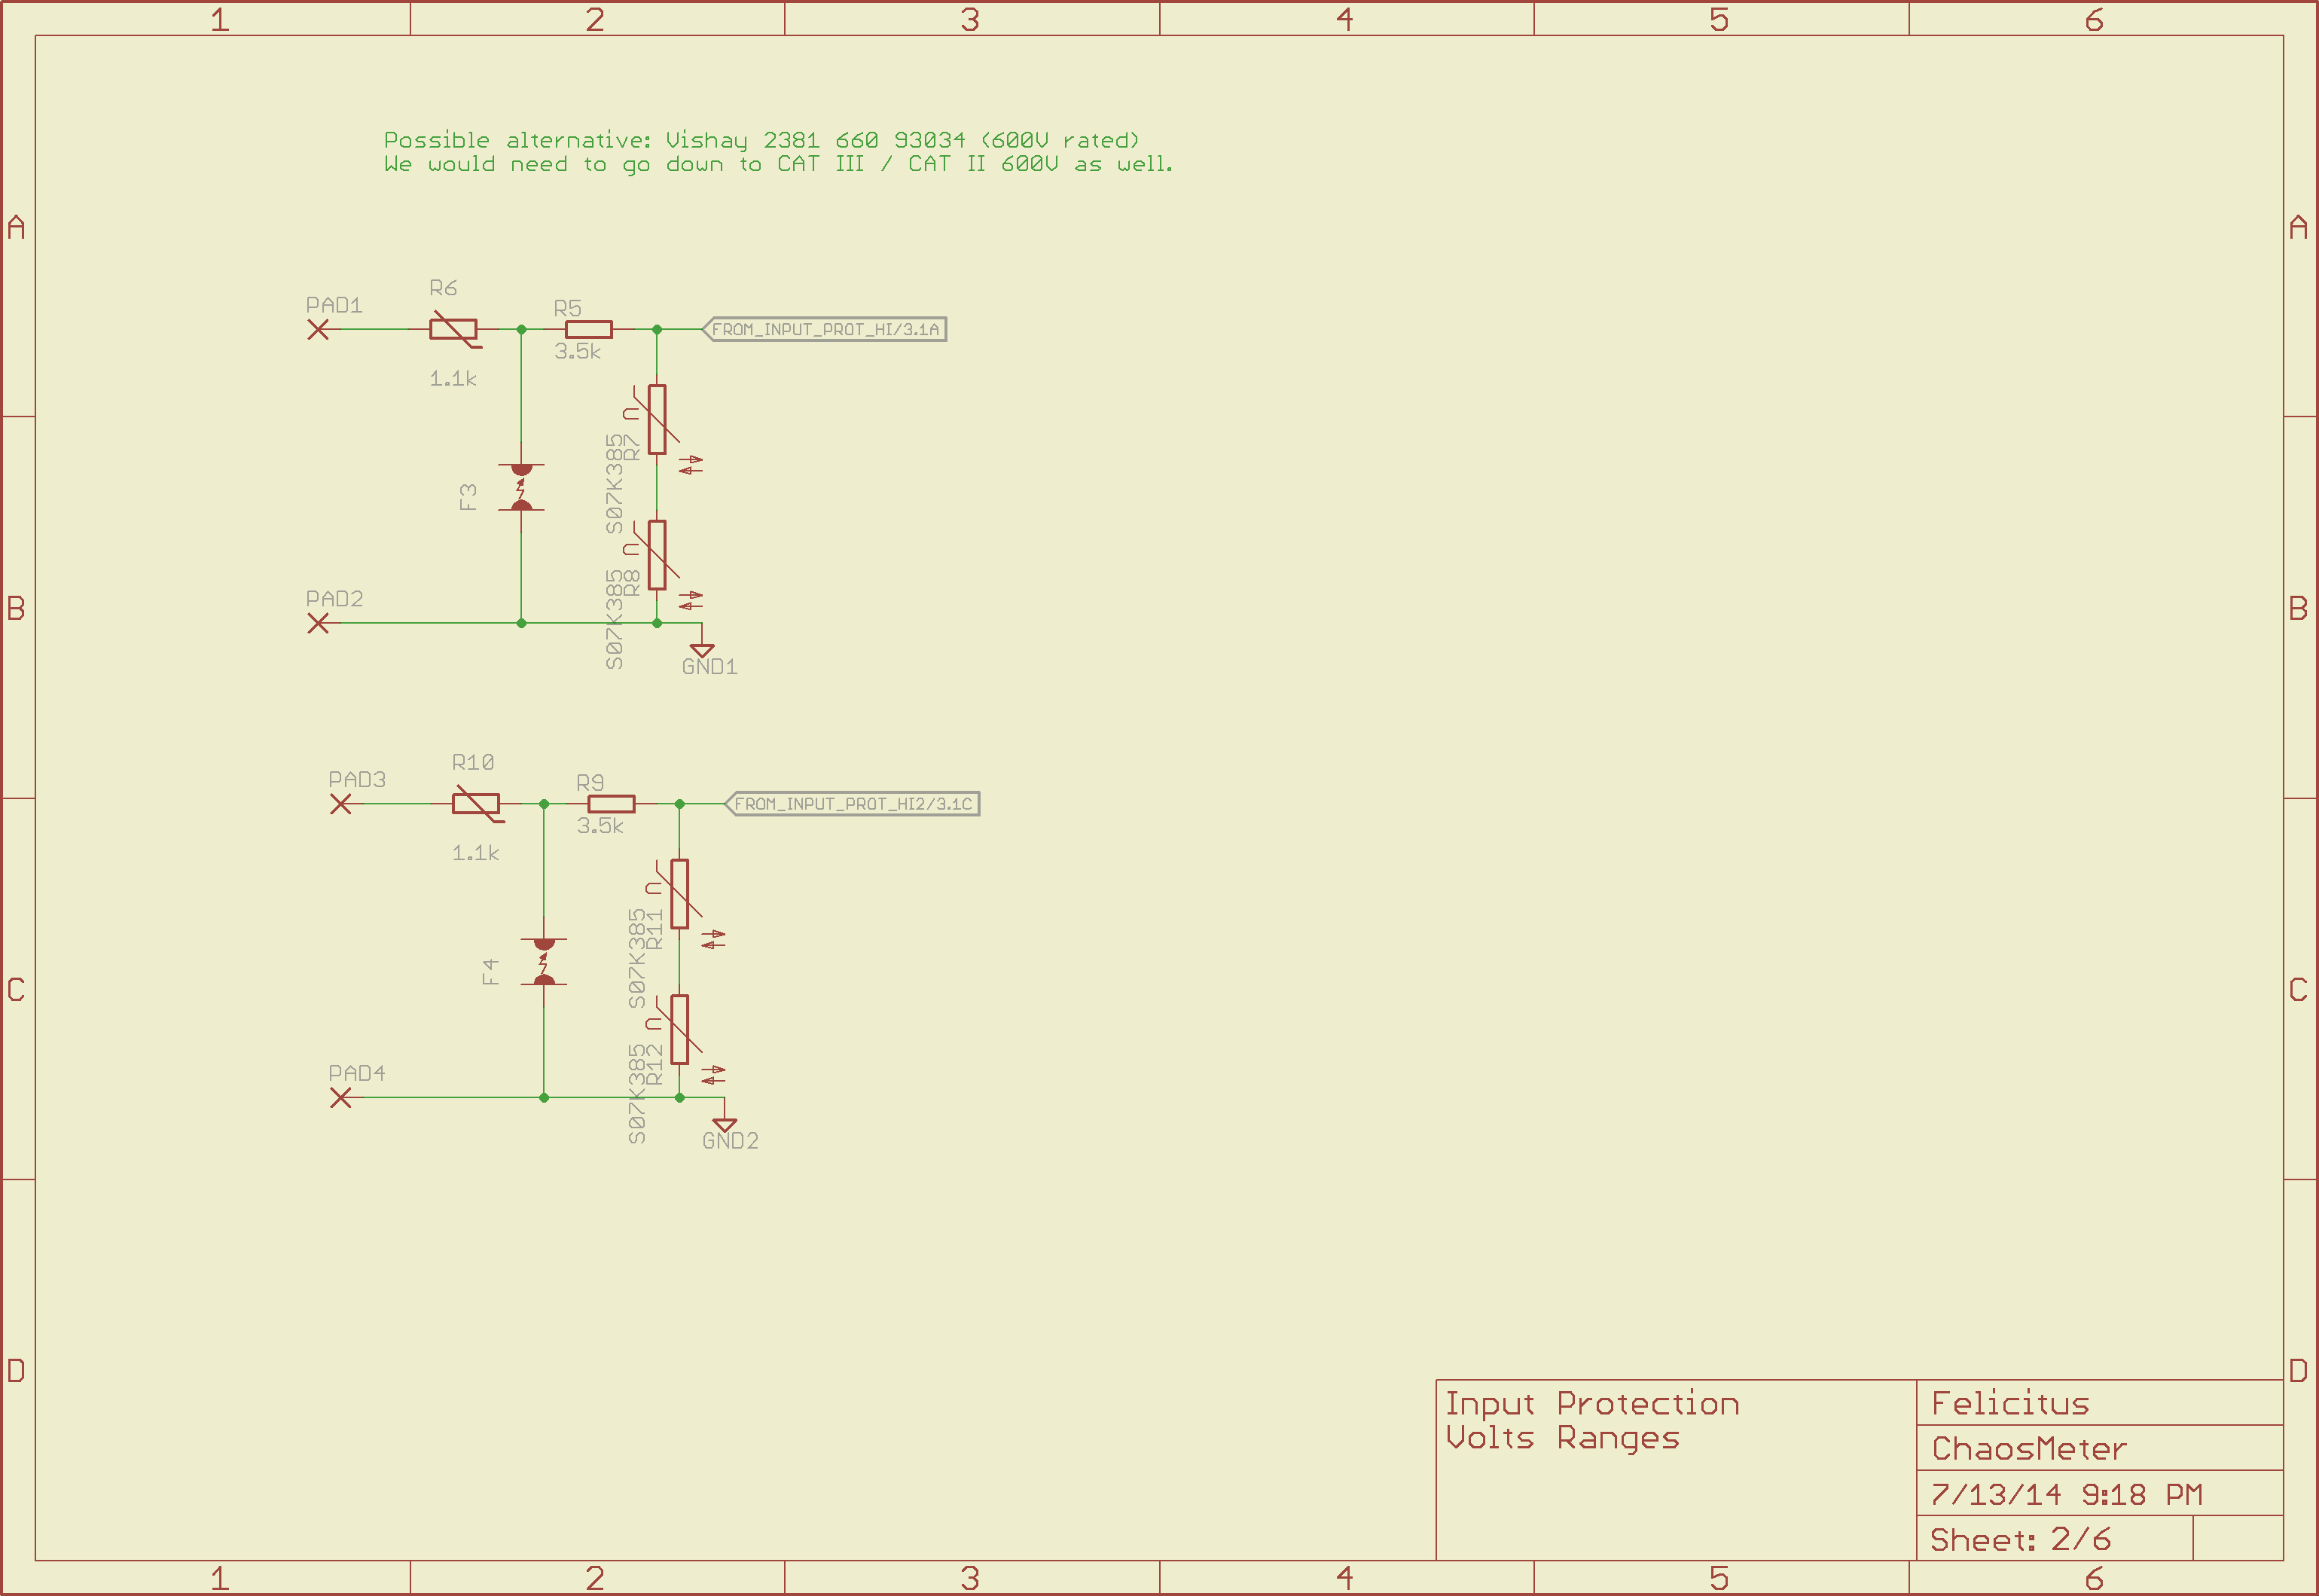 1 2 3 4 5 6
Possible alternative: Vishay 2381 660 93034 (600V rated)
We would need to go down to CAT III / CAT II 600V as well.
A A
R6
PAD1
R5
FROM_INPUT_PROT_HI/3.1A
3.5k
1.1k
U
S07K385
R7
F3
U
S07K385
R8
PAD2
B B
GND1
R10
PAD3
R9
FROM_INPUT_PROT_HI2/3.1C
3.5k
1.1k
U
S07K385
R11
F4
C C
U
S07K385
R12
PAD4
GND2
D D
Input Protection
Volts Ranges
Felicitus
ChaosMeter
7/13/14 9:18 PM
Sheet: 2/6
1 2 3 4 5 6